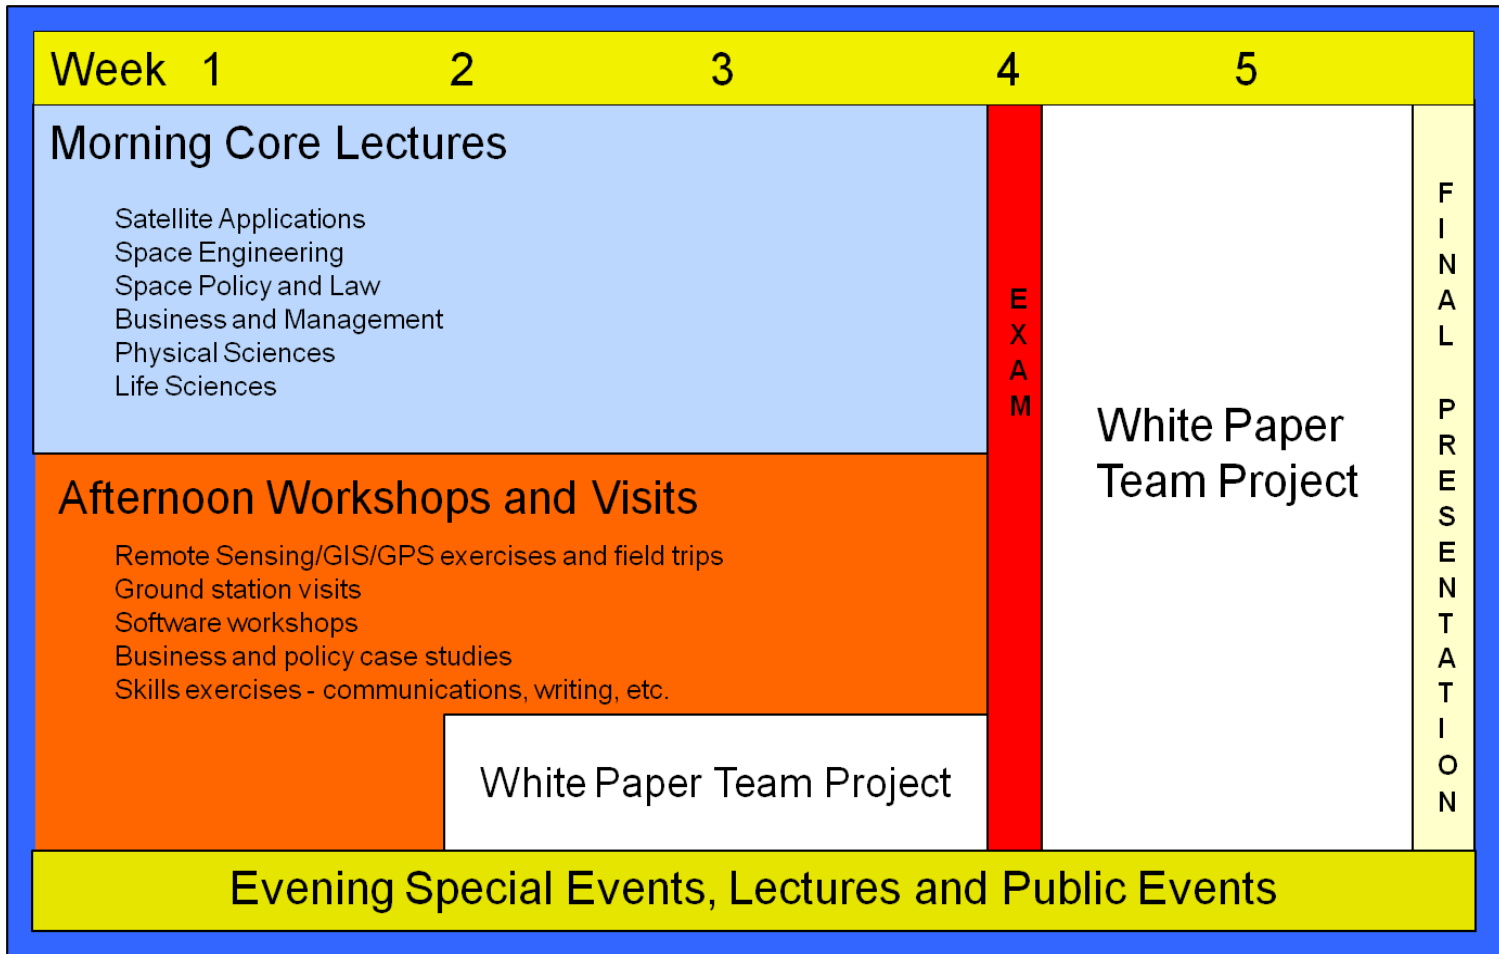 Week 1 2 3 4 5
Morning Core Lectures
Satellite Applications
Space Engineering
Space Policy and Law
Business and Management
Physical Sciences
Life Sciences
Afternoon Workshops and Visits
Remote Sensing/GIS/GPS exercises and field trips
Ground station visits
Software workshops
Business and policy case studies
Skills exercises - communications, writing, etc.
White Paper Team Project
EXAM
White Paper
Team Project
FINAL PRESENTATION
Evening Special Events, Lectures and Public Events